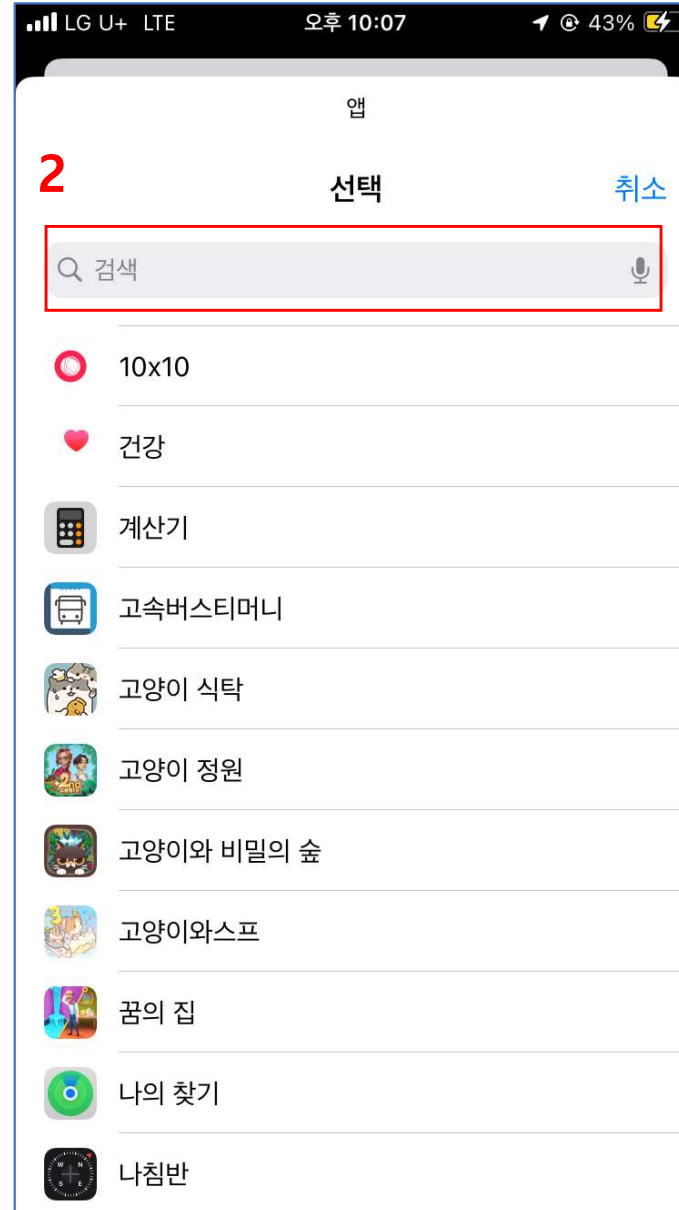 LG U+ LTE 오후 10:07 43%
앱
2
선택 취소
검색
10x10
건강
계산기
고속버스티머니
고양이 식탁
고양이 정원
고양이와 비밀의 숲
고양이와스프
꿈의 집
나의 찾기
나침반